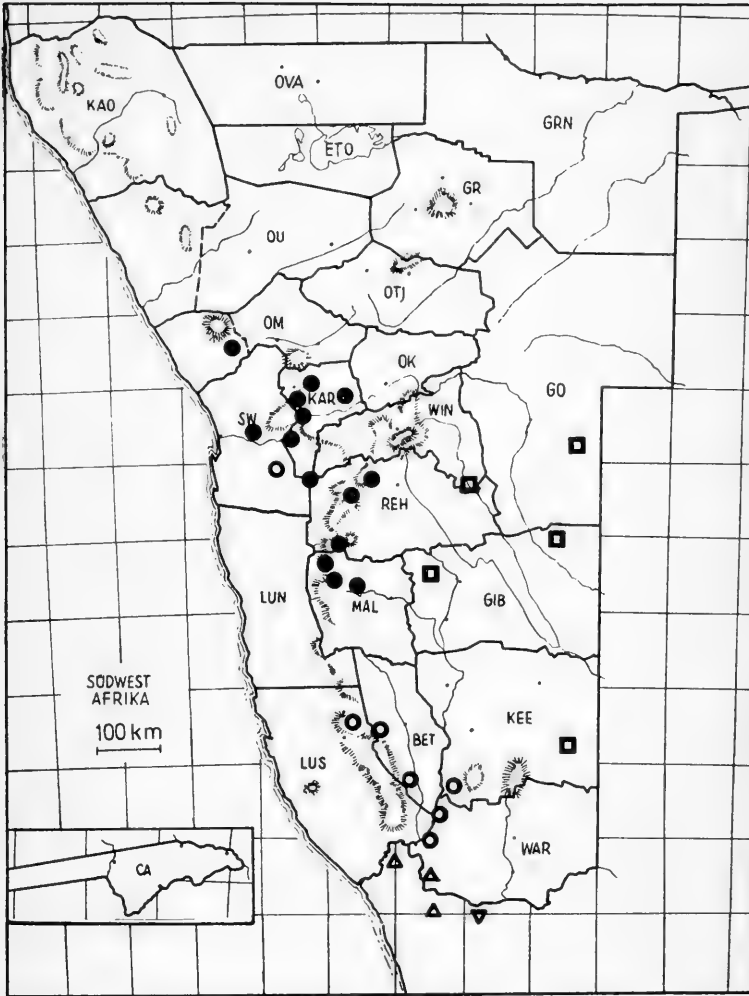 KAO
OVA
ETO
GRN
GR
OU
OTJ
OM
OK
GO
KAR
SW
WIN
REH
LUN
MAL
GIB
SÜDWEST
AFRIKA
100 km
LUS
BET
KEE
WAR
CA